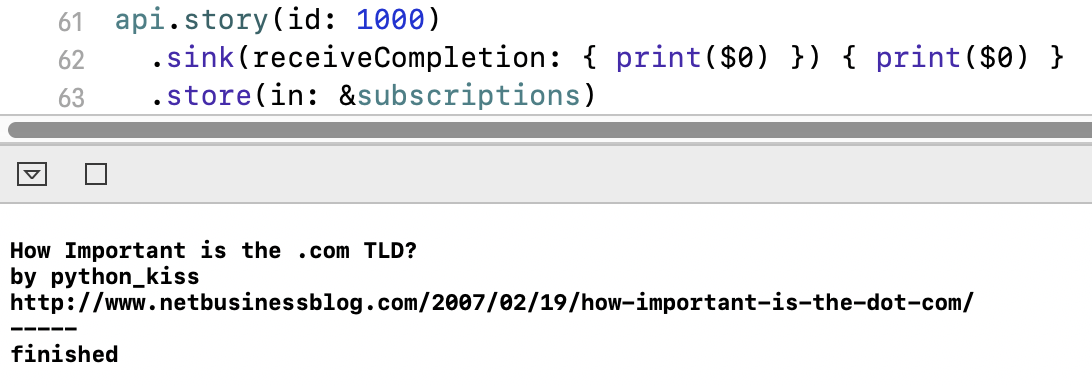 61 api.story(id: 1000)
62 .sink(receiveCompletion: { print($0) }) { print($0) }
63 .store(in: &subscriptions)
How Important is the .com TLD?
by python_kiss
http://www.netbusinessblog.com/2007/02/19/how-important-is-the-dot-com/
-----
finished